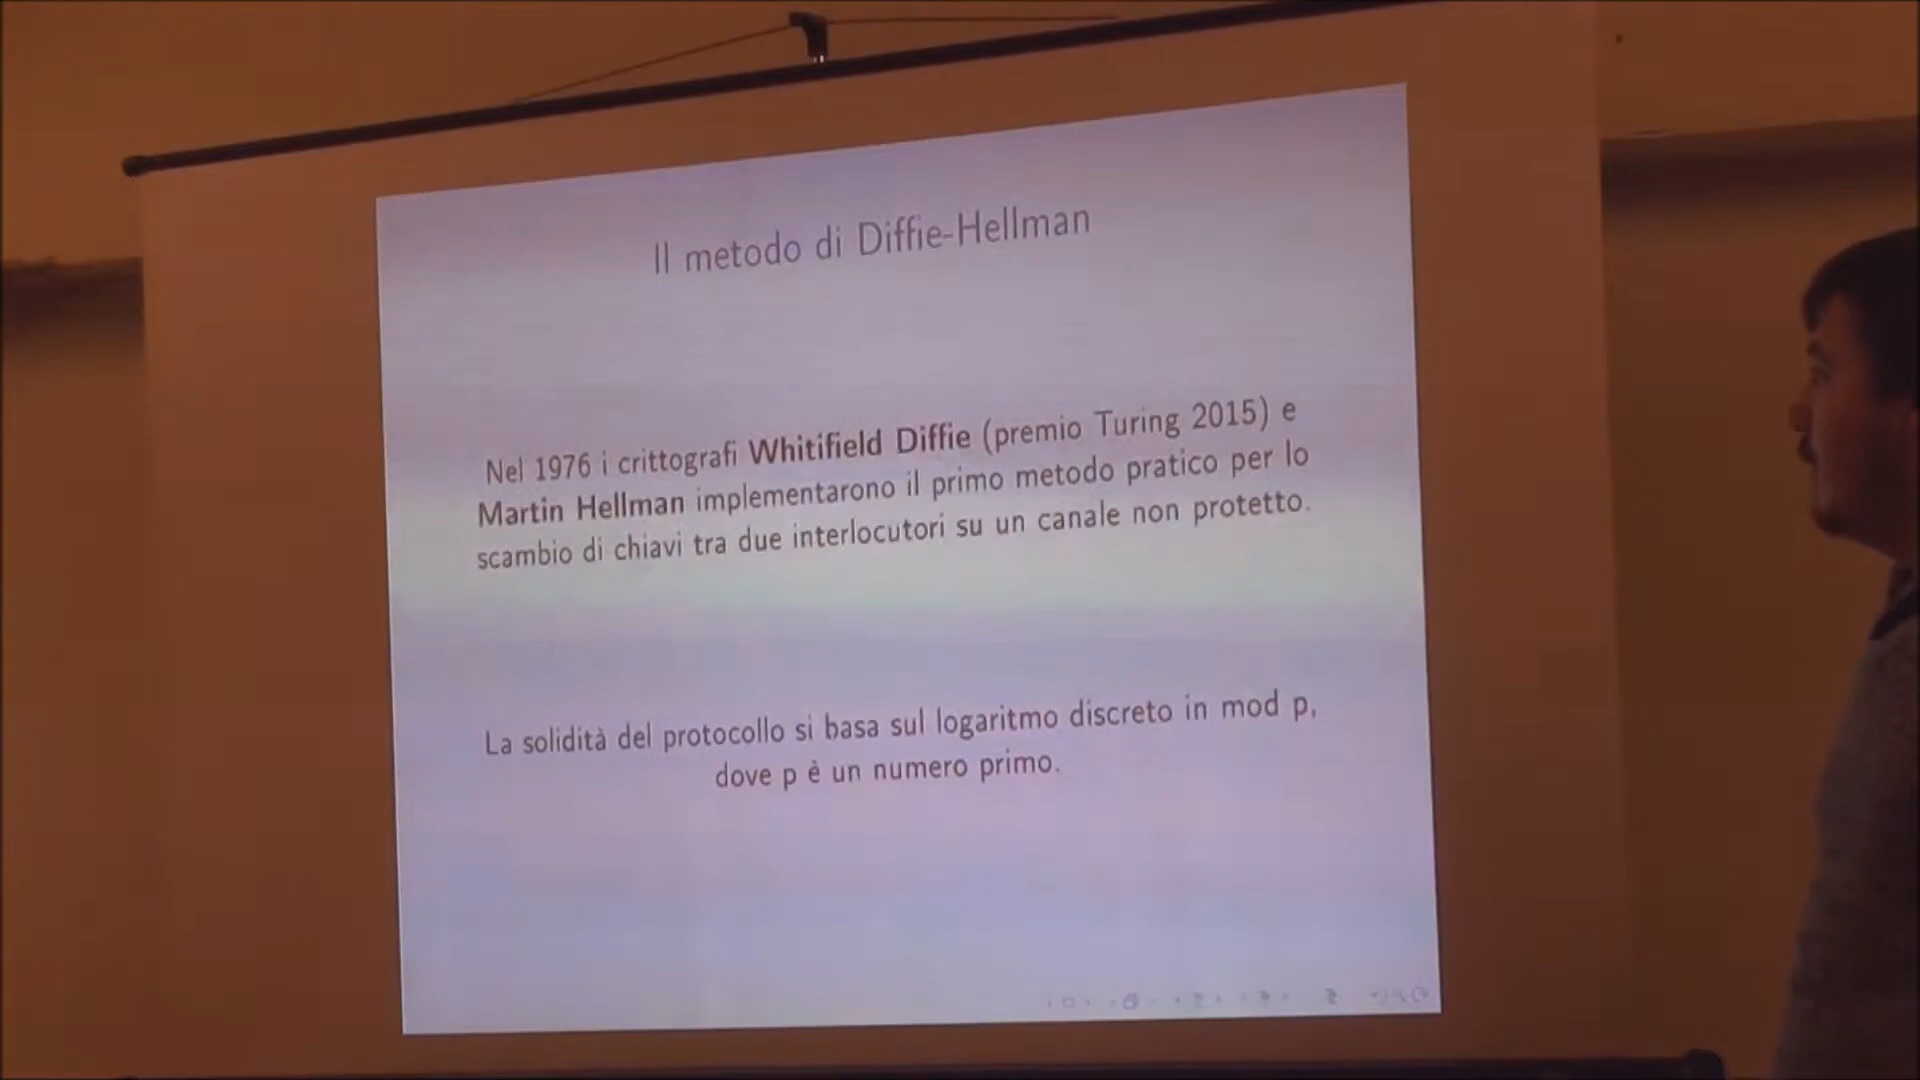 Il metodo di Diffie-Hellman
Nel 1976 i crittografi Whitifield Diffie (premio Turing 2015) e
Martin Hellman implementarono il primo metodo pratico per lo
scambio di chiavi tra due interlocutori su un canale non protetto.
La solidità del protocollo si basa sul logaritmo discreto in mod p,
dove p è un numero primo.